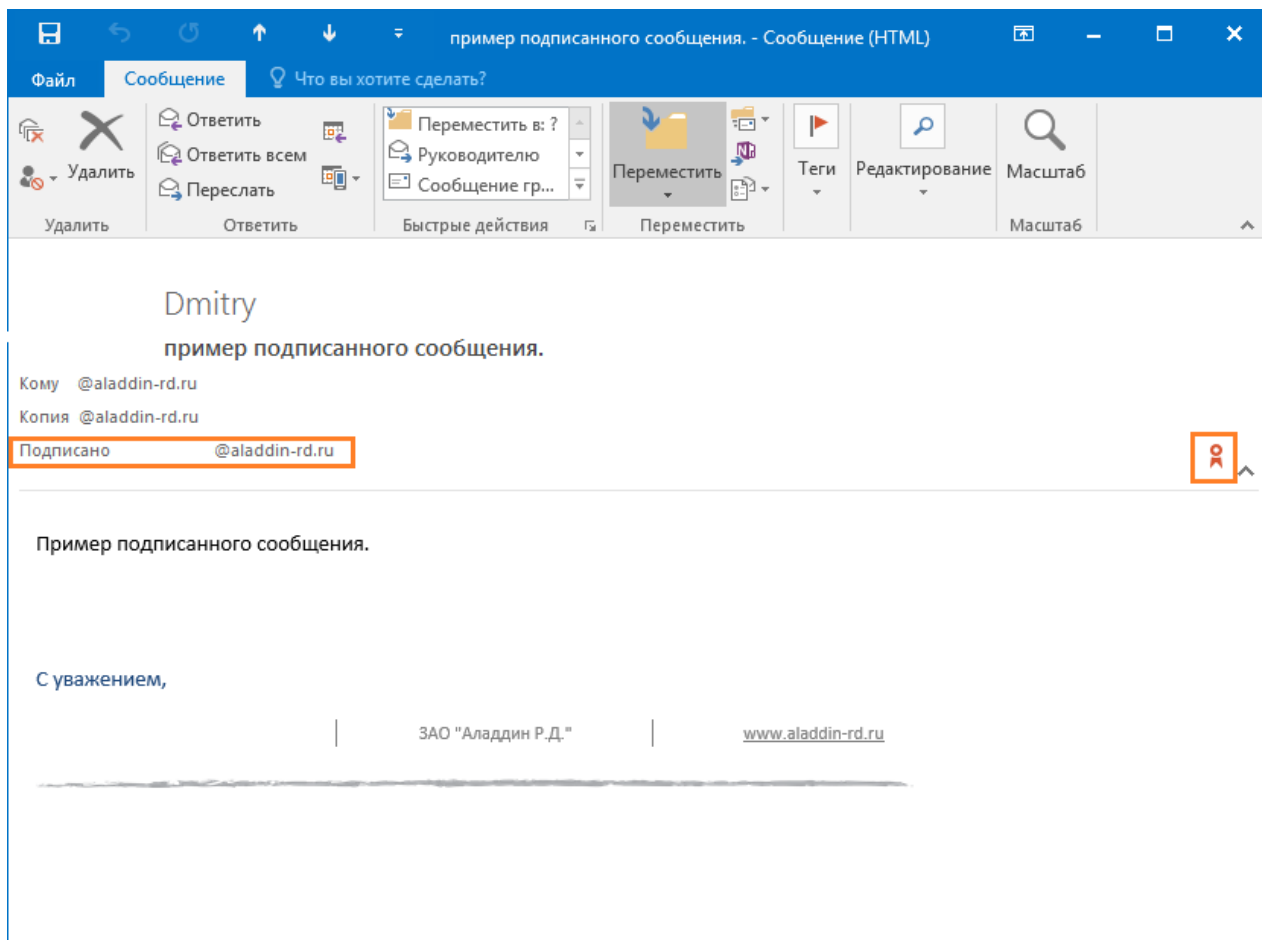 пример подписанного сообщения. - Сообщение (HTML)
Файл Сообщение Что вы хотите сделать?
Удалить
Ответить
Ответить всем
Переслать
Переместить в: ?
Руководителю
Сообщение гр...
Переместить
Теги
Редактирование
Масштаб
Удалить Ответить Быстрые действия Переместить Масштаб
Dmitry
пример подписанного сообщения.
Кому @aladdin-rd.ru
Копия @aladdin-rd.ru
Подписано @aladdin-rd.ru
Пример подписанного сообщения.
С уважением,
ЗАО "Аладдин Р.Д." www.aladdin-rd.ru